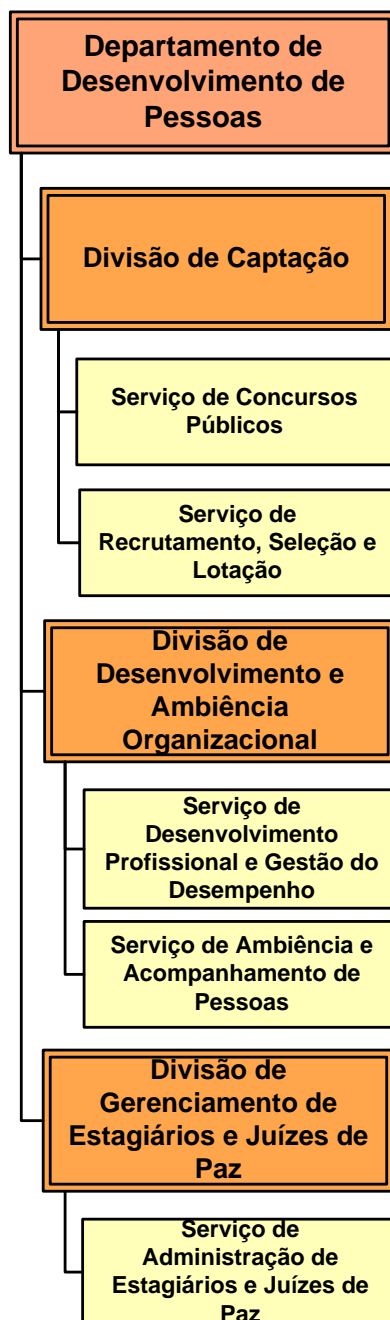 Departamento de
Desenvolvimento de
Pessoas
Divisão de Captação
Serviço de Concursos
Públicos
Serviço de
Recrutamento, Seleção e
Lotação
Divisão de
Desenvolvimento e
Ambiência
Organizacional
Serviço de
Desenvolvimento
Profissional e Gestão do
Desempenho
Serviço de Ambiência e
Acompanhamento de
Pessoas
Divisão de
Gerenciamento de
Estagiários e Juízes de
Paz
Serviço de
Administração de
Estagiários e Juízes de
Paz